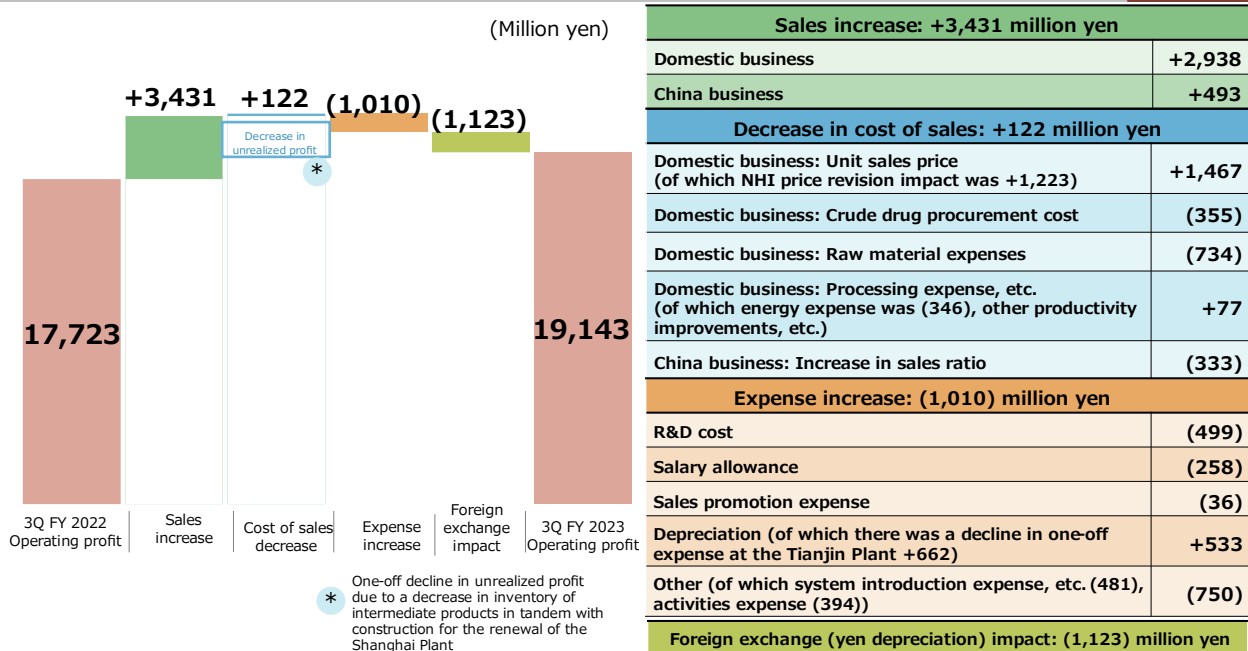 (Million yen)
+3,431
+122
(1,010)
(1,123)
Decrease in
unrealized profit
*
17,723
19,143
3Q FY 2022
Operating profit
Sales
increase
Cost of sales
decrease
Expense
increase
Foreign
exchange
impact
3Q FY 2023
Operating profit
*
One-off decline in unrealized profit
due to a decrease in inventory of
intermediate products in tandem with
construction for the renewal of the
Shanghai Plant
Sales increase: +3,431 million yen
Domestic business +2,938
China business +493
Decrease in cost of sales: +122 million yen
Domestic business: Unit sales price
(of which NHI price revision impact was +1,223) +1,467
Domestic business: Crude drug procurement cost (355)
Domestic business: Raw material expenses (734)
Domestic business: Processing expense, etc.
(of which energy expense was (346), other productivity
improvements, etc.) +77
China business: Increase in sales ratio (333)
Expense increase: (1,010) million yen
R&D cost (499)
Salary allowance (258)
Sales promotion expense (36)
Depreciation (of which there was a decline in one-off
expense at the Tianjin Plant +662) +533
Other (of which system introduction expense, etc. (481),
activities expense (394)) (750)
Foreign exchange (yen depreciation) impact: (1,123) million yen